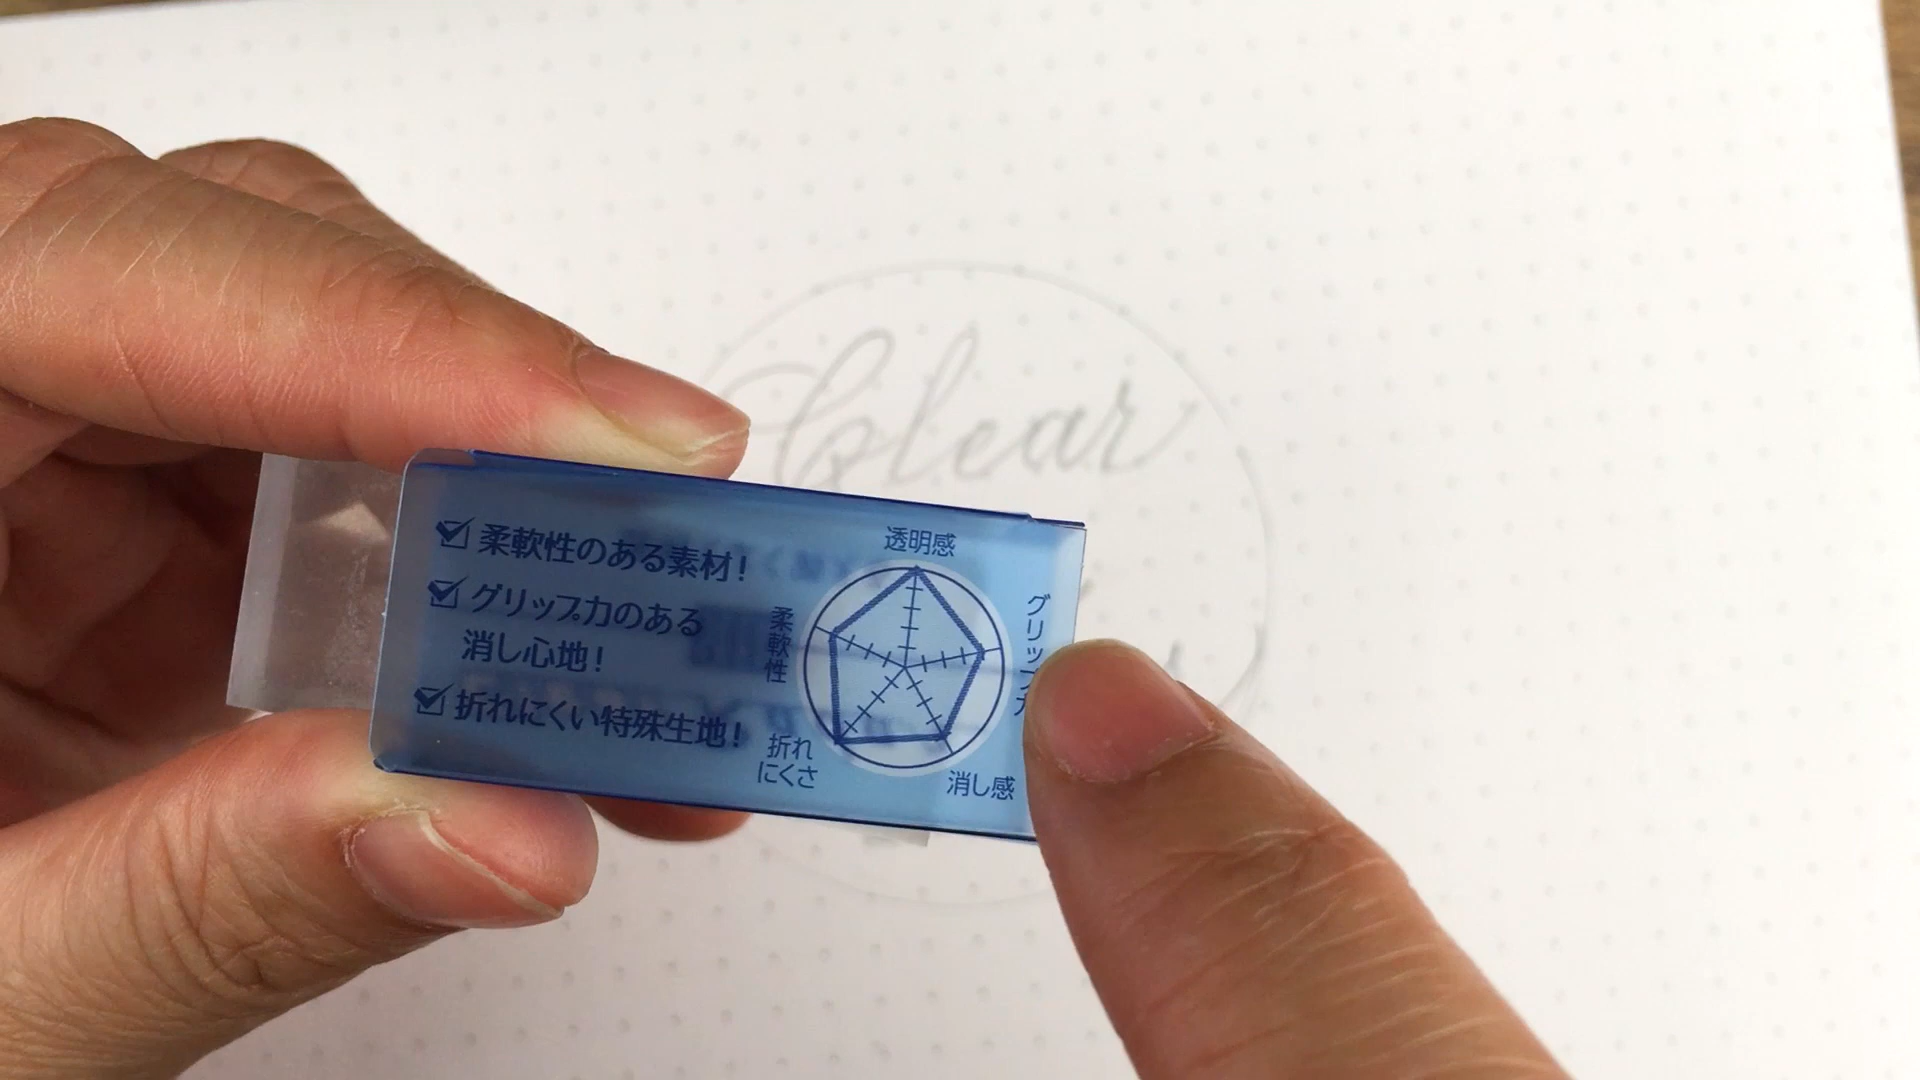 Clear
柔軟性のある素材!
グリップ力のある
消し心地!
折れにくい特殊生地!
透明感
グリップ力
消し感
折れ
にくさ
柔軟性